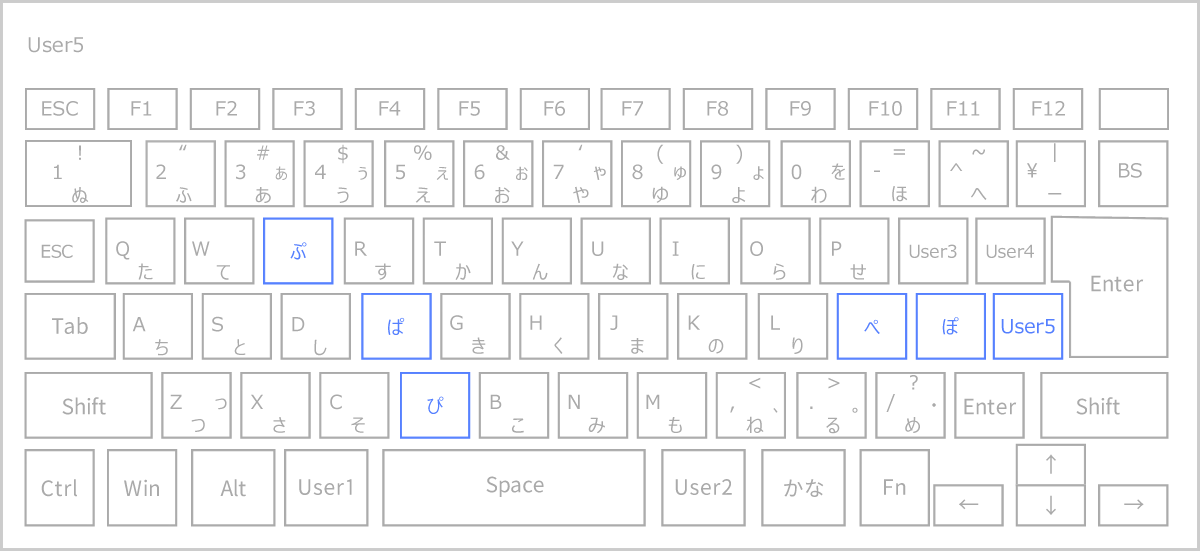 User5
ESC F1 F2 F3 F4 F5 F6 F7 F8 F9 F10 F11 F12
! “ # $ % & ‘ ( ) = ~ |
1 2 3 ぁ 4 ぅ 5 ぇ 6 ぉ 7 ゃ 8 ゅ 9 ょ 0 を - ^ ¥ BS
ぬ ふ あ う え お や ゆ よ わ ほ へ ー
ESC Q W ぷ R T Y U I O P User3 User4
た て す か ん な に ら せ
Enter
Tab A S D ぱ G H J K L ぺ ぽ User5
ち と し き く ま の り
< > ?
Shift Z っ X C ぴ B N M , 、 . 。 / ・ Enter Shift
つ さ そ こ み も ね る め
Ctrl Win Alt User1 Space User2 かな Fn ↑
← ↓ →